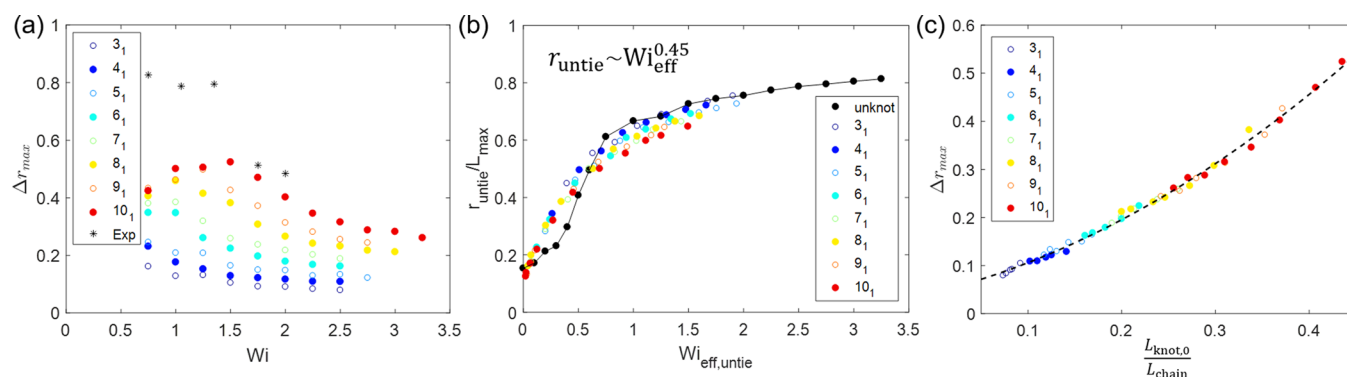 (a)
Δr_max
0.8
0.6
0.4
0.2
0
0 0.5 1 1.5 2 2.5 3 3.5
Wi
3_1
4_1
5_1
6_1
7_1
8_1
9_1
10_1
Exp
(b)
r_untie~Wi_eff^0.45
r_untie/L_max
1
0.8
0.6
0.4
0.2
0
0 0.5 1 1.5 2 2.5 3 3.5
Wi_eff,untie
unknot
3_1
4_1
5_1
6_1
7_1
8_1
9_1
10_1
(c)
Δr_max
0.6
0.5
0.4
0.3
0.2
0.1
0
0.1 0.2 0.3 0.4
L_knot,0
L_chain
3_1
4_1
5_1
6_1
7_1
8_1
9_1
10_1